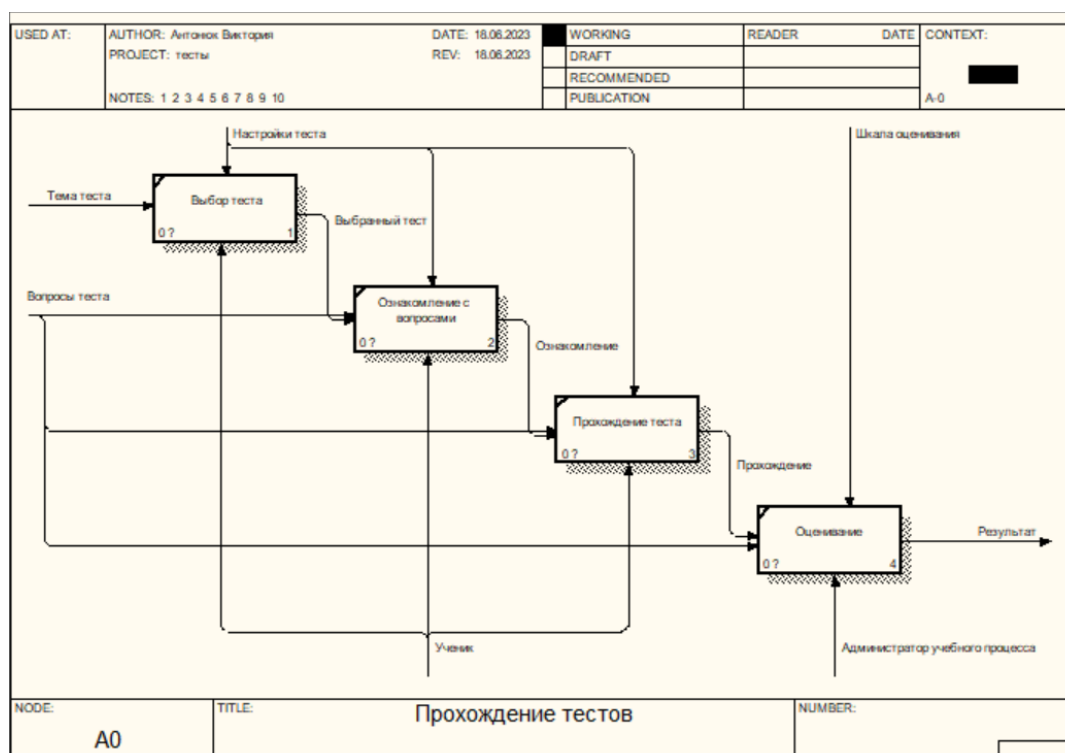 USED AT:
AUTHOR: Антонюк Виктория
DATE: 18.06.2023
PROJECT: тесты
REV: 18.06.2023
NOTES: 1 2 3 4 5 6 7 8 9 10
WORKING
DRAFT
RECOMMENDED
PUBLICATION
READER
DATE
CONTEXT:
A-0
Настройки теста
Шкала оценивания
Тема теста
Выбор теста
0 ?
1
Выбранный тест
Вопросы теста
Ознакомление с
вопросами
0 ?
2
Ознакомление
Прохождение теста
0 ?
3
Прохождение
Оценивание
0 ?
4
Результат
Ученик
Администратор учебного процесса
NODE:
A0
TITLE:
Прохождение тестов
NUMBER: